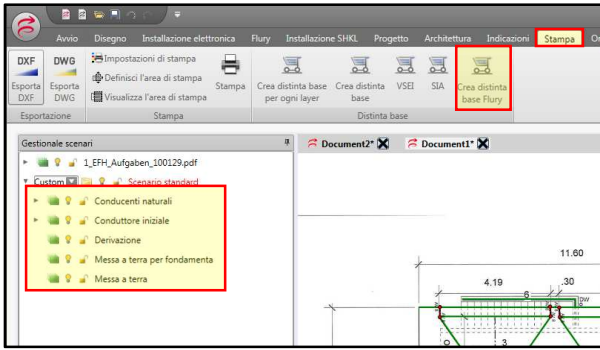 Avvio Disegno Installazione elettronica Flury Installazione SHKL Progetto Architettura Indicazioni Stampa
DXF DWG
Esporta DXF
Esporta DWG
Impostazioni di stampa
Definisci l'area di stampa
Visualizza l'area di stampa
Stampa
Crea distinta base per ogni layer
Crea distinta base
VSEI
SIA
Crea distinta base Flury
Esportazione Stampa Distinta base
Gestionale scenari
Document2* Document1*
1_EFH_Aufgaben_100129.pdf
Custom Scenario standard
Conducenti naturali
Conduttore iniziale
Derivazione
Messa a terra per fondamenta
Messa a terra
11.60
4.19 .30
6
3